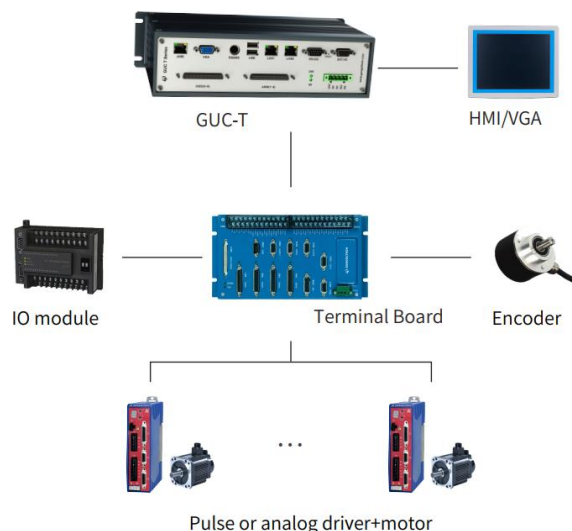 GUC-T
HMI/VGA
IO module
Terminal Board
Encoder
...
Pulse or analog driver+motor